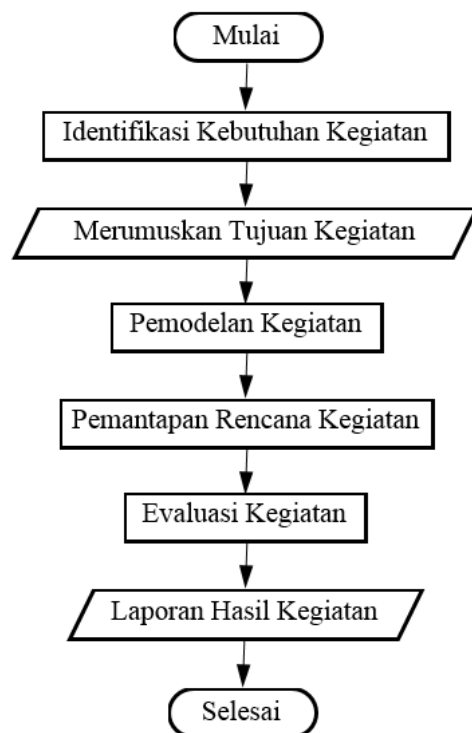 Mulai
Identifikasi Kebutuhan Kegiatan
Merumuskan Tujuan Kegiatan
Pemodelan Kegiatan
Pemantapan Rencana Kegiatan
Evaluasi Kegiatan
Laporan Hasil Kegiatan
Selesai